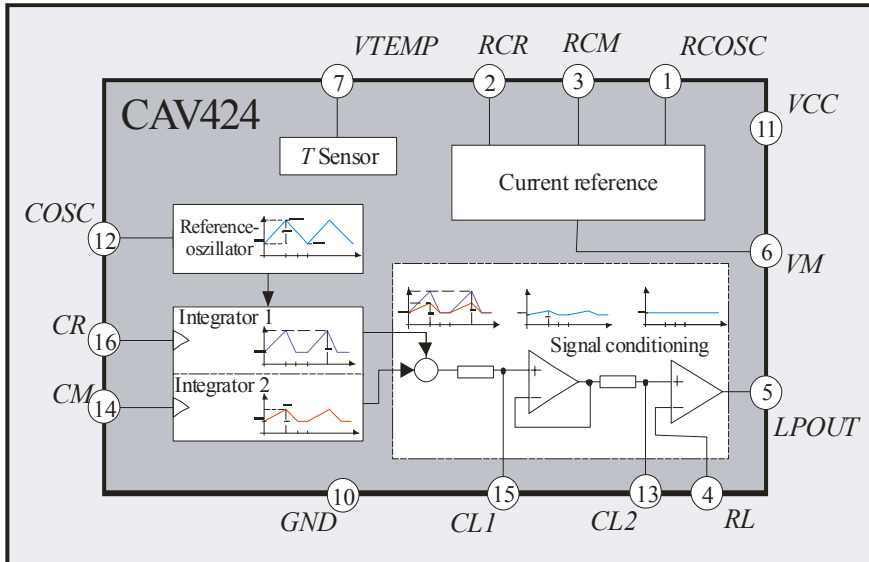 VTEMP RCR RCM RCOSC
7 2 3 1
VCC
11
CAV424
T Sensor
Current reference
COSC
12
Reference-
oszillator
6
VM
CR
16
Integrator 1
Signal conditioning
+
−
+
−
5
LPOUT
CM
14
Integrator 2
10 15 13 4
GND CL1 CL2 RL